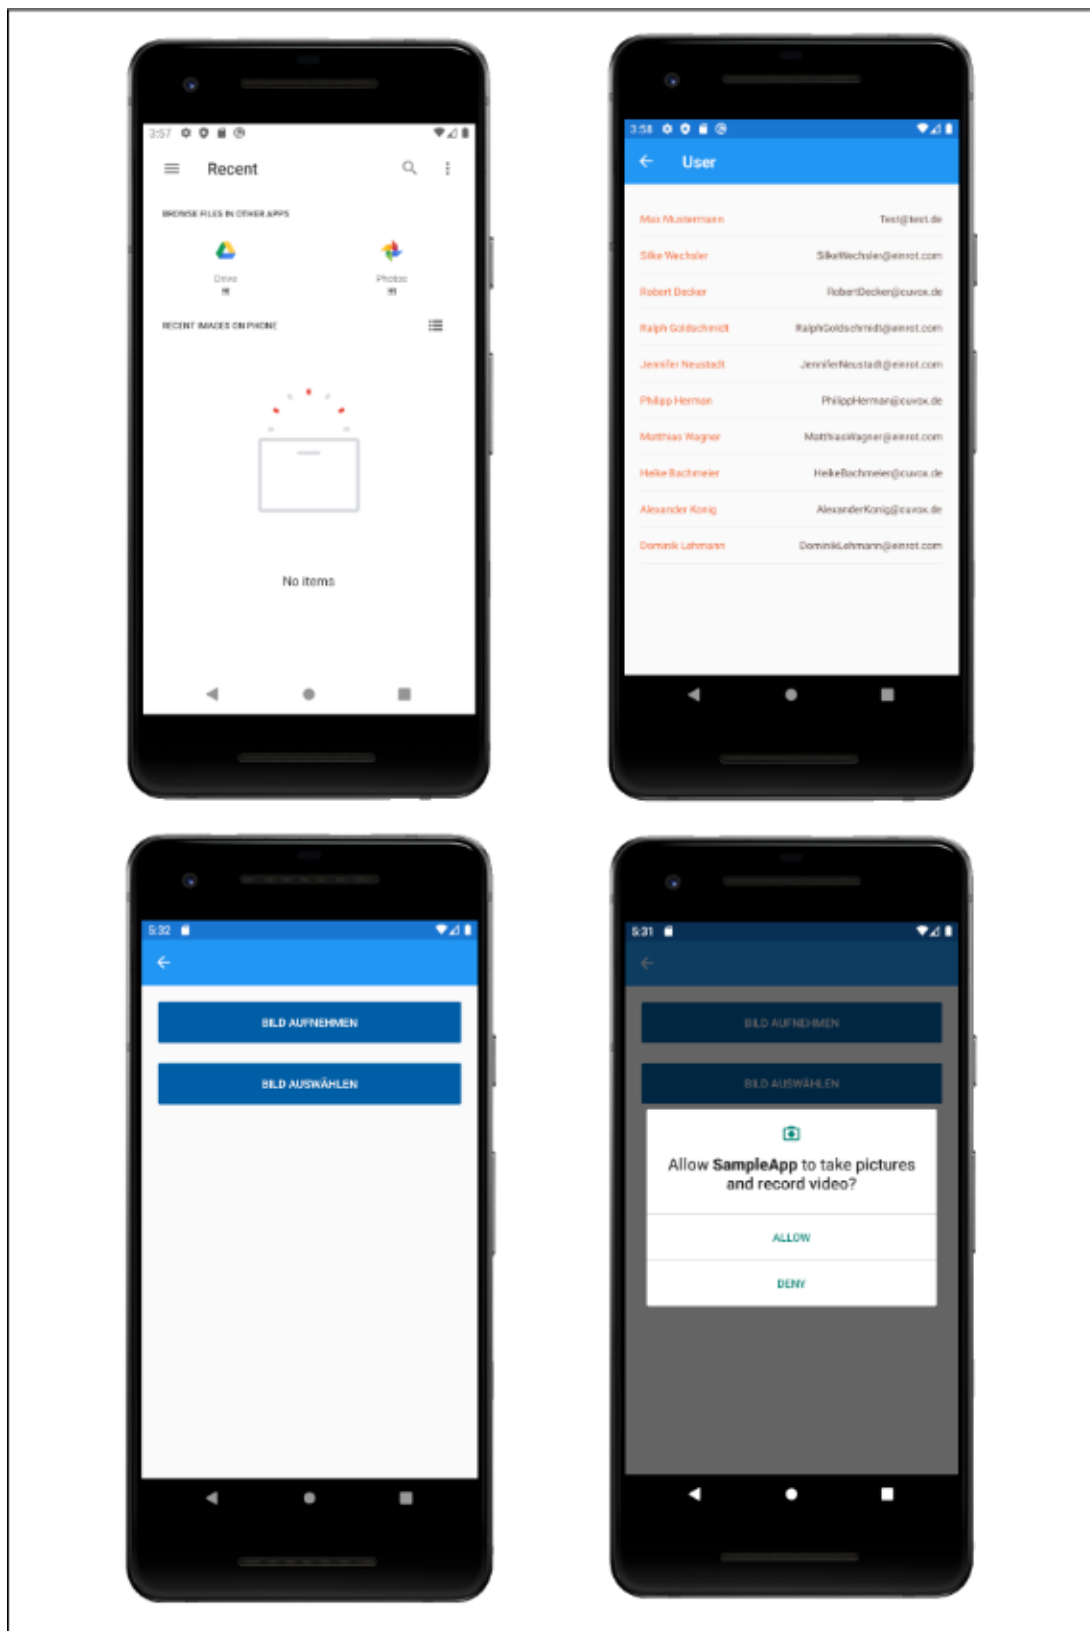 3:57
Recent
BROWSE FILES IN OTHER APPS
Drive
Photos
RECENT IMAGES ON PHONE
No items
3:58
User
Max Mustermann Test@test.de
Silke Wechsler SilkeWechsler@einrot.com
Robert Decker RobertDecker@cuvox.de
Ralph Goldschmidt RalphGoldschmidt@einrot.com
Jennifer Neustadt JenniferNeustadt@einrot.com
Philipp Herman PhilippHerman@cuvox.de
Matthias Wagner MatthiasWagner@einrot.com
Heike Bachmeier HeikeBachmeier@cuvox.de
Alexander Konig AlexanderKonig@cuvox.de
Dominik Lehmann DominikLehmann@einrot.com
5:32
BILD AUFNEHMEN
BILD AUSWÄHLEN
5:31
BILD AUFNEHMEN
BILD AUSWÄHLEN
Allow SampleApp to take pictures
and record video?
ALLOW
DENY